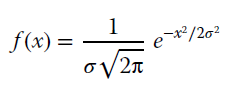 f(x) = 1/(σ√2π) e^(-x²/2σ²)